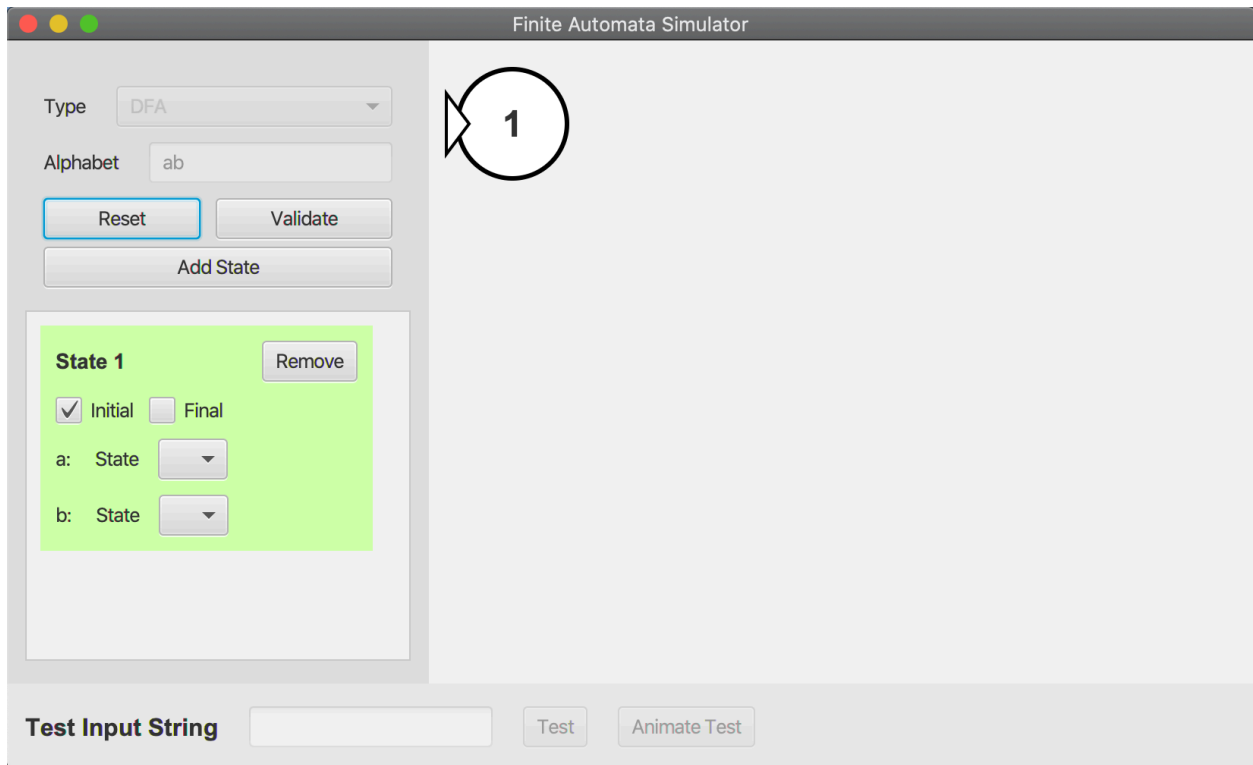 Finite Automata Simulator
Type DFA
Alphabet ab
Reset Validate
Add State
State 1 Remove
Initial Final
a: State
b: State
1
Test Input String Test Animate Test